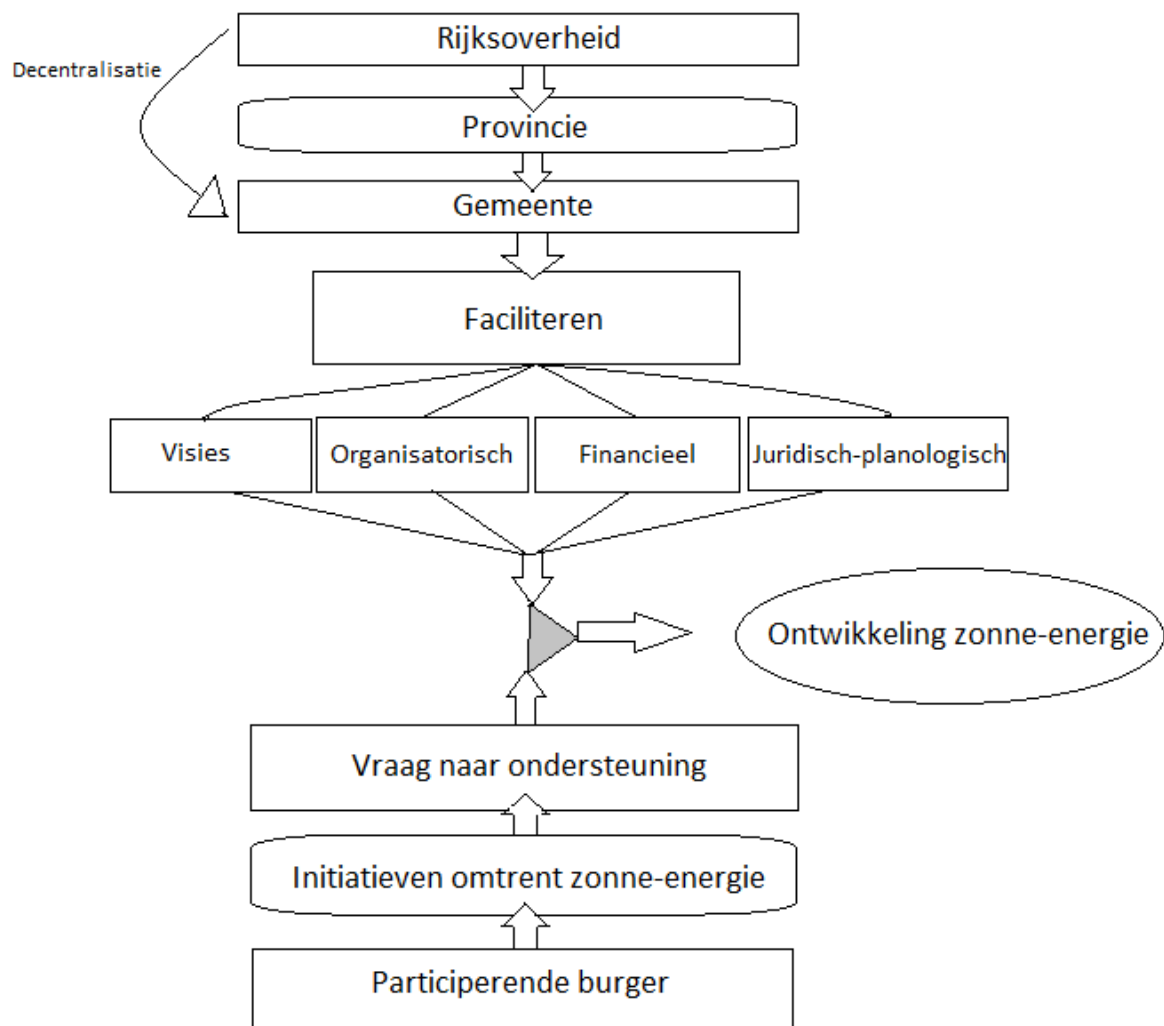 Rijksoverheid
Decentralisatie
Provincie
Gemeente
Faciliteren
Visies
Organisatorisch
Financieel
Juridisch-planologisch
Ontwikkeling zonne-energie
Vraag naar ondersteuning
Initiatieven omtrent zonne-energie
Participerende burger